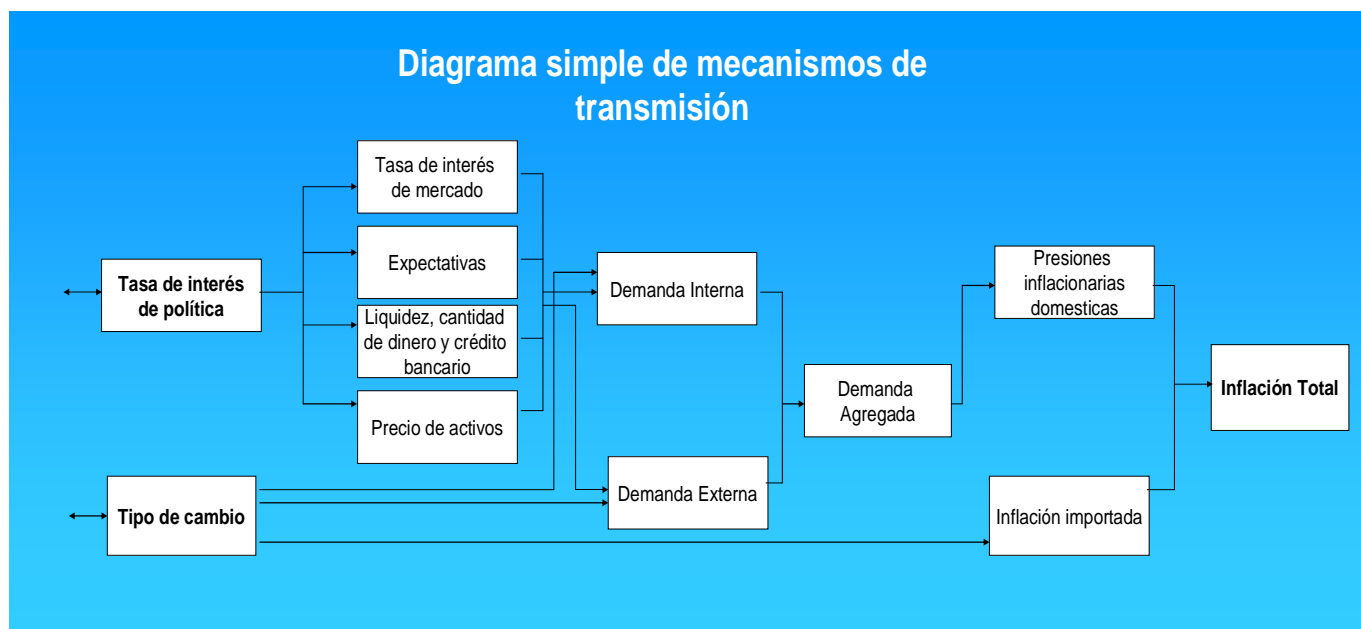 Diagrama simple de mecanismos de
transmisión
Tasa de interés
de mercado
Expectativas
Tasa de interés
de política
Liquidez, cantidad
de dinero y crédito
bancario
Precio de activos
Tipo de cambio
Demanda Interna
Demanda Externa
Demanda
Agregada
Presiones
inflacionarias
domesticas
Inflación importada
Inflación Total